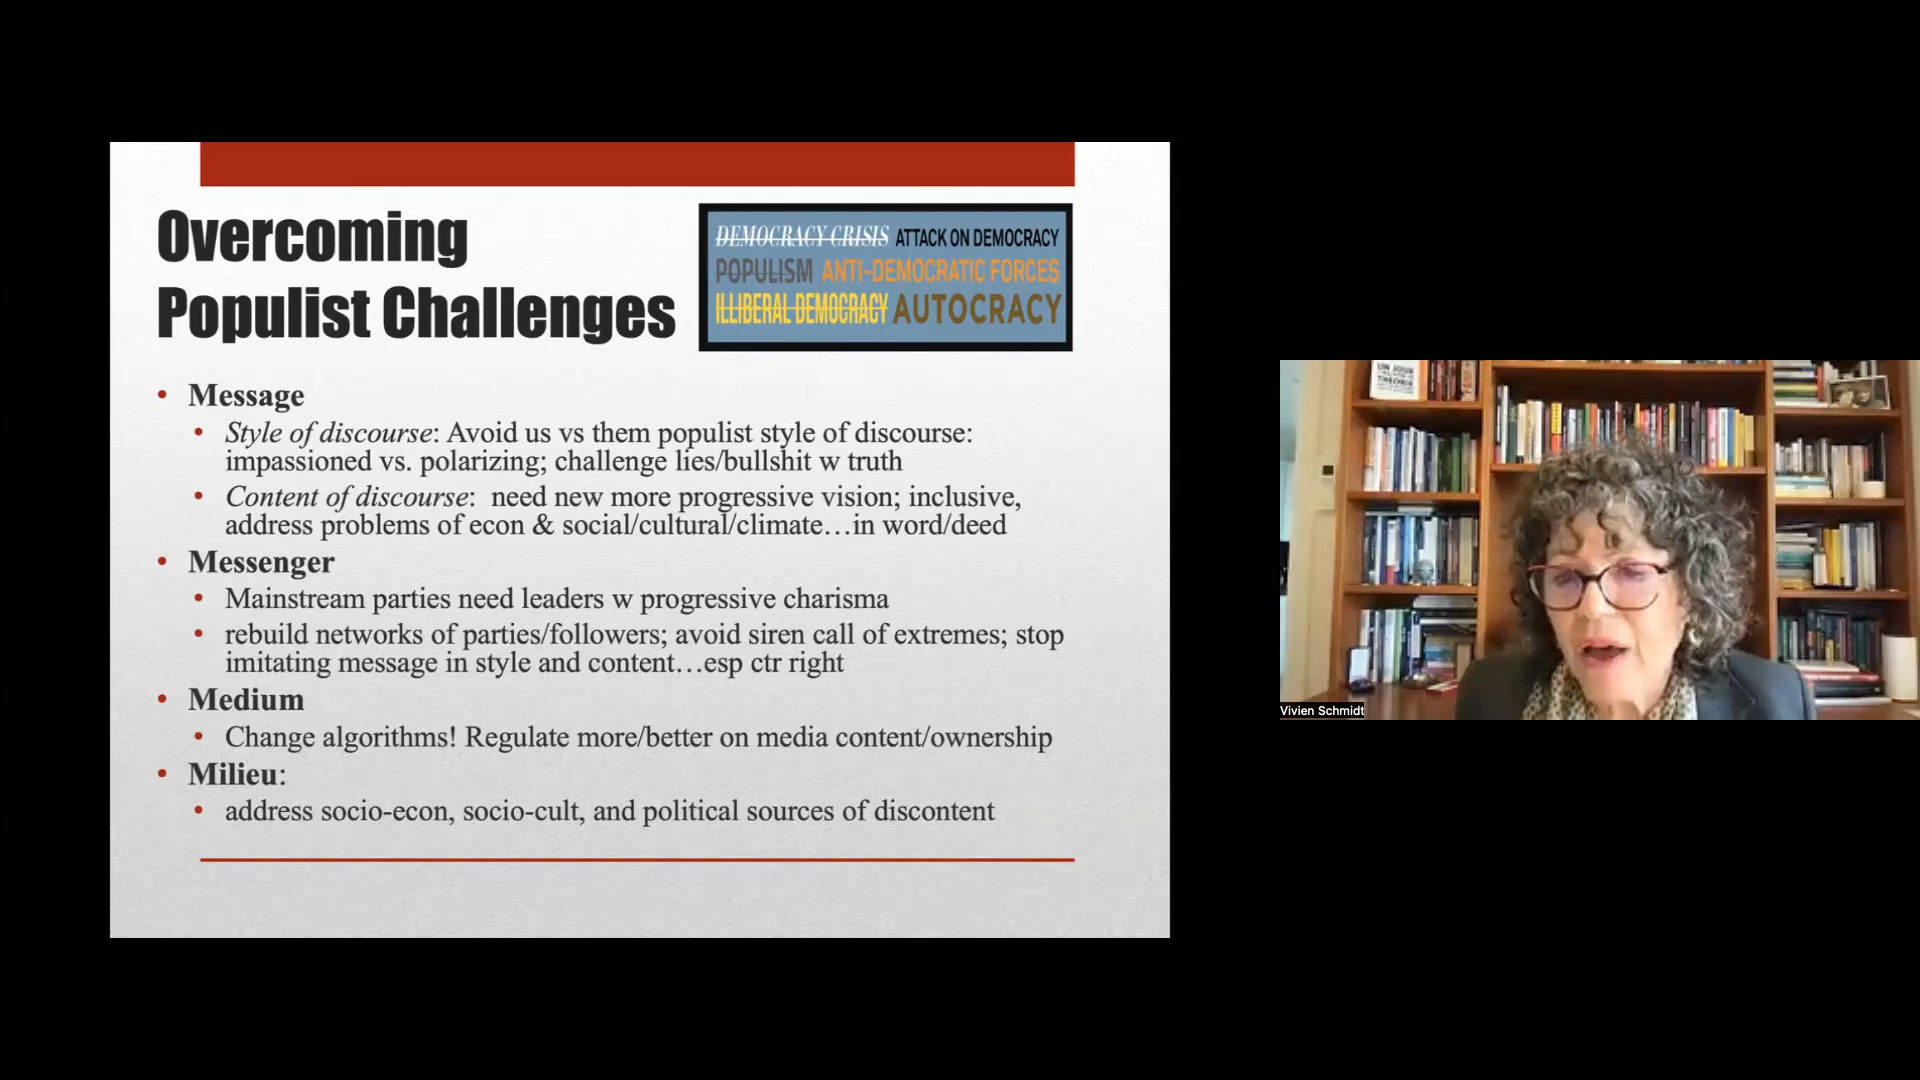 Overcoming
Populist Challenges
DEMOCRACY CRISIS ATTACK ON DEMOCRACY
POPULISM ANTI-DEMOCRATIC FORCES
ILLIBERAL DEMOCRACY AUTOCRACY
• Message
• Style of discourse: Avoid us vs them populist style of discourse:
impassioned vs. polarizing; challenge lies/bullshit w truth
• Content of discourse: need new more progressive vision; inclusive,
address problems of econ & social/cultural/climate…in word/deed
• Messenger
• Mainstream parties need leaders w progressive charisma
• rebuild networks of parties/followers; avoid siren call of extremes; stop
imitating message in style and content…esp ctr right
• Medium
• Change algorithms! Regulate more/better on media content/ownership
• Milieu:
• address socio-econ, socio-cult, and political sources of discontent
UN JOUR
Vivien Schmidt